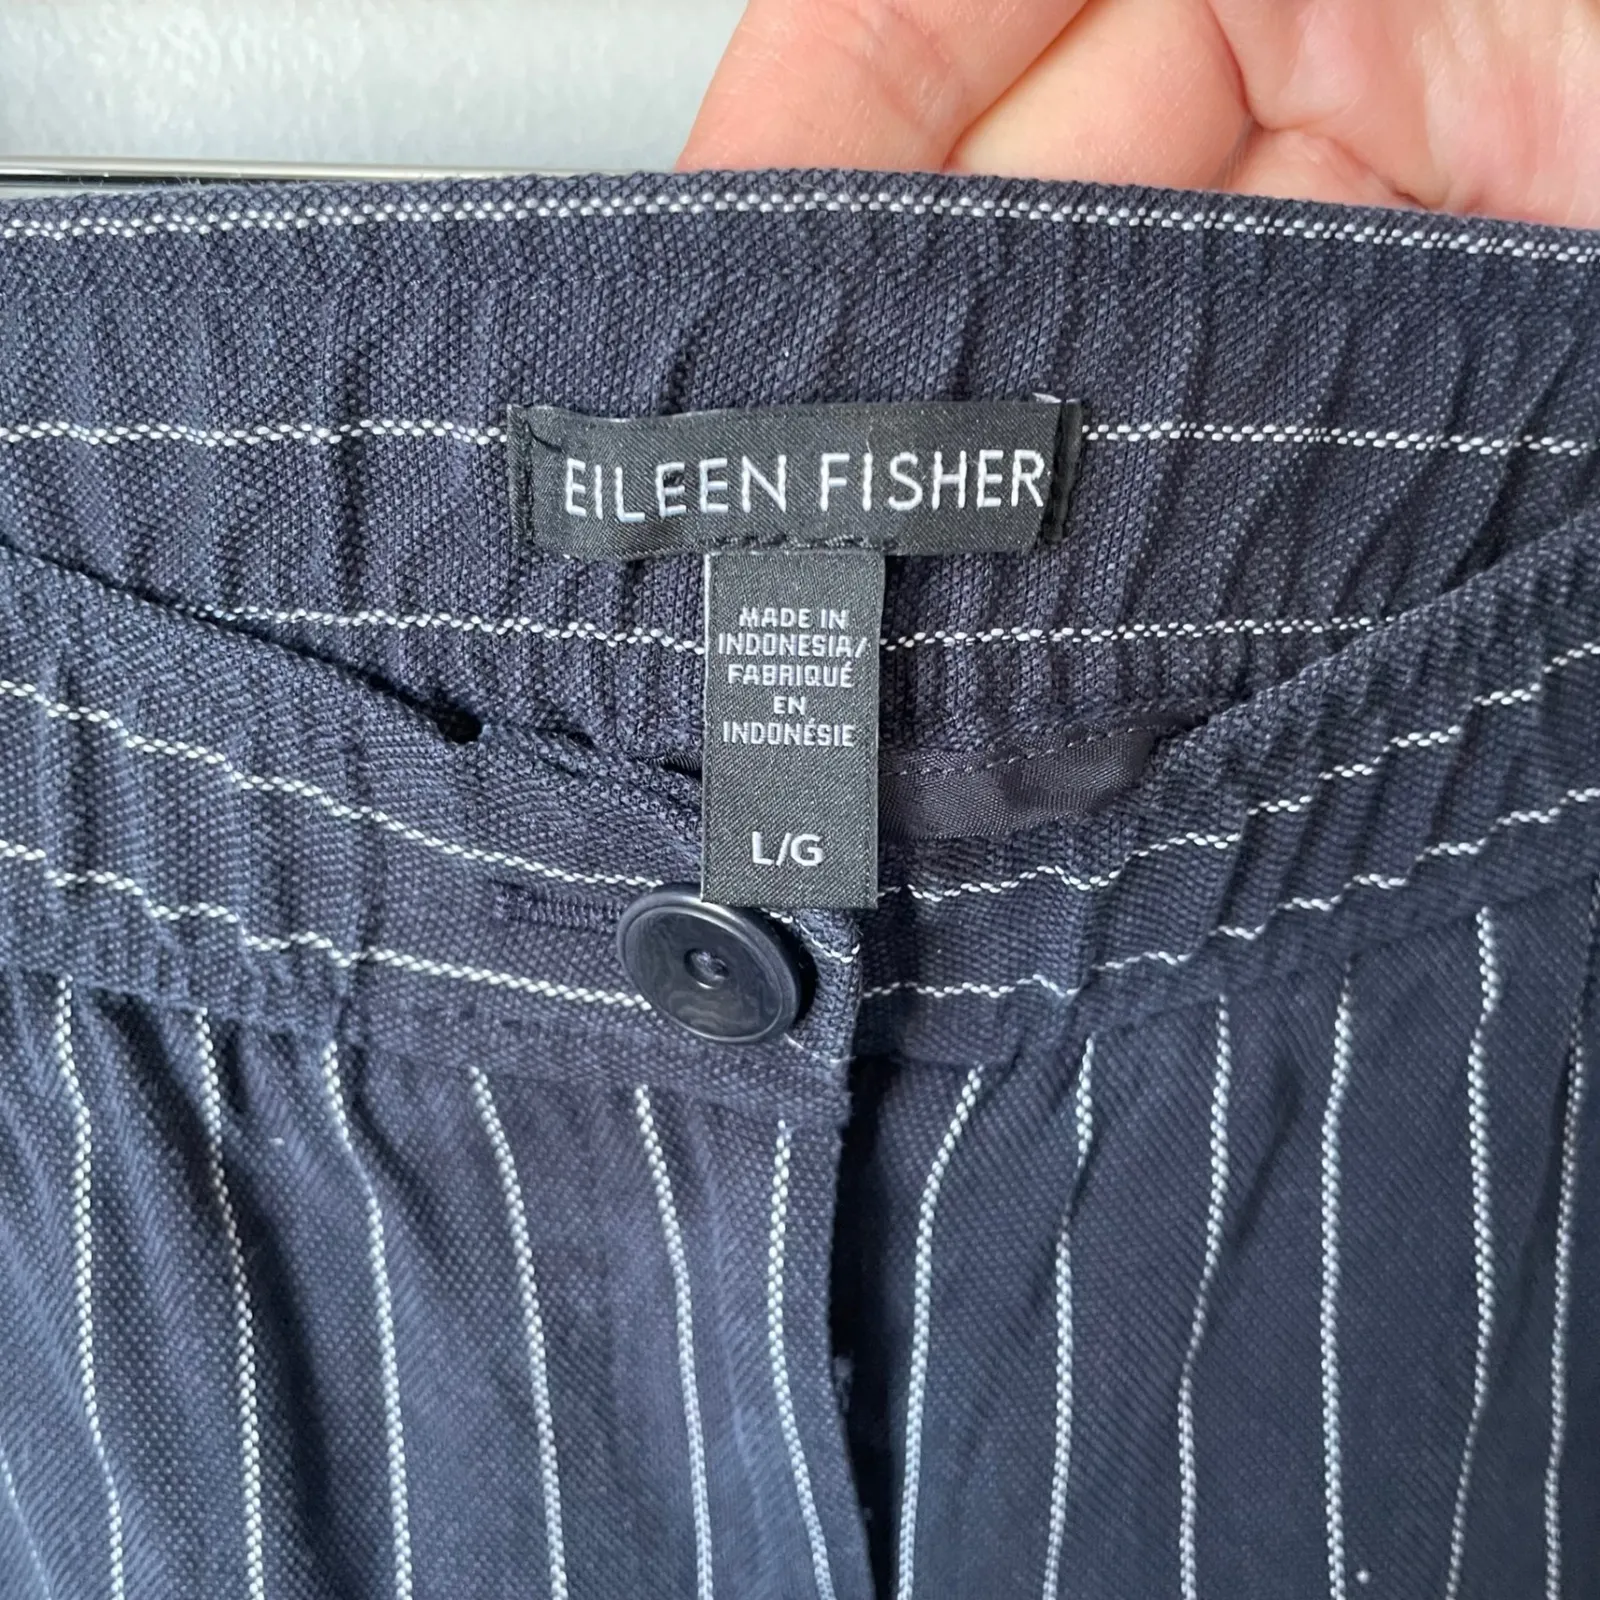 EILEEN FISHER
MADE IN
INDONESIA/
FABRIQUÉ
EN
INDONÉSIE
L/G